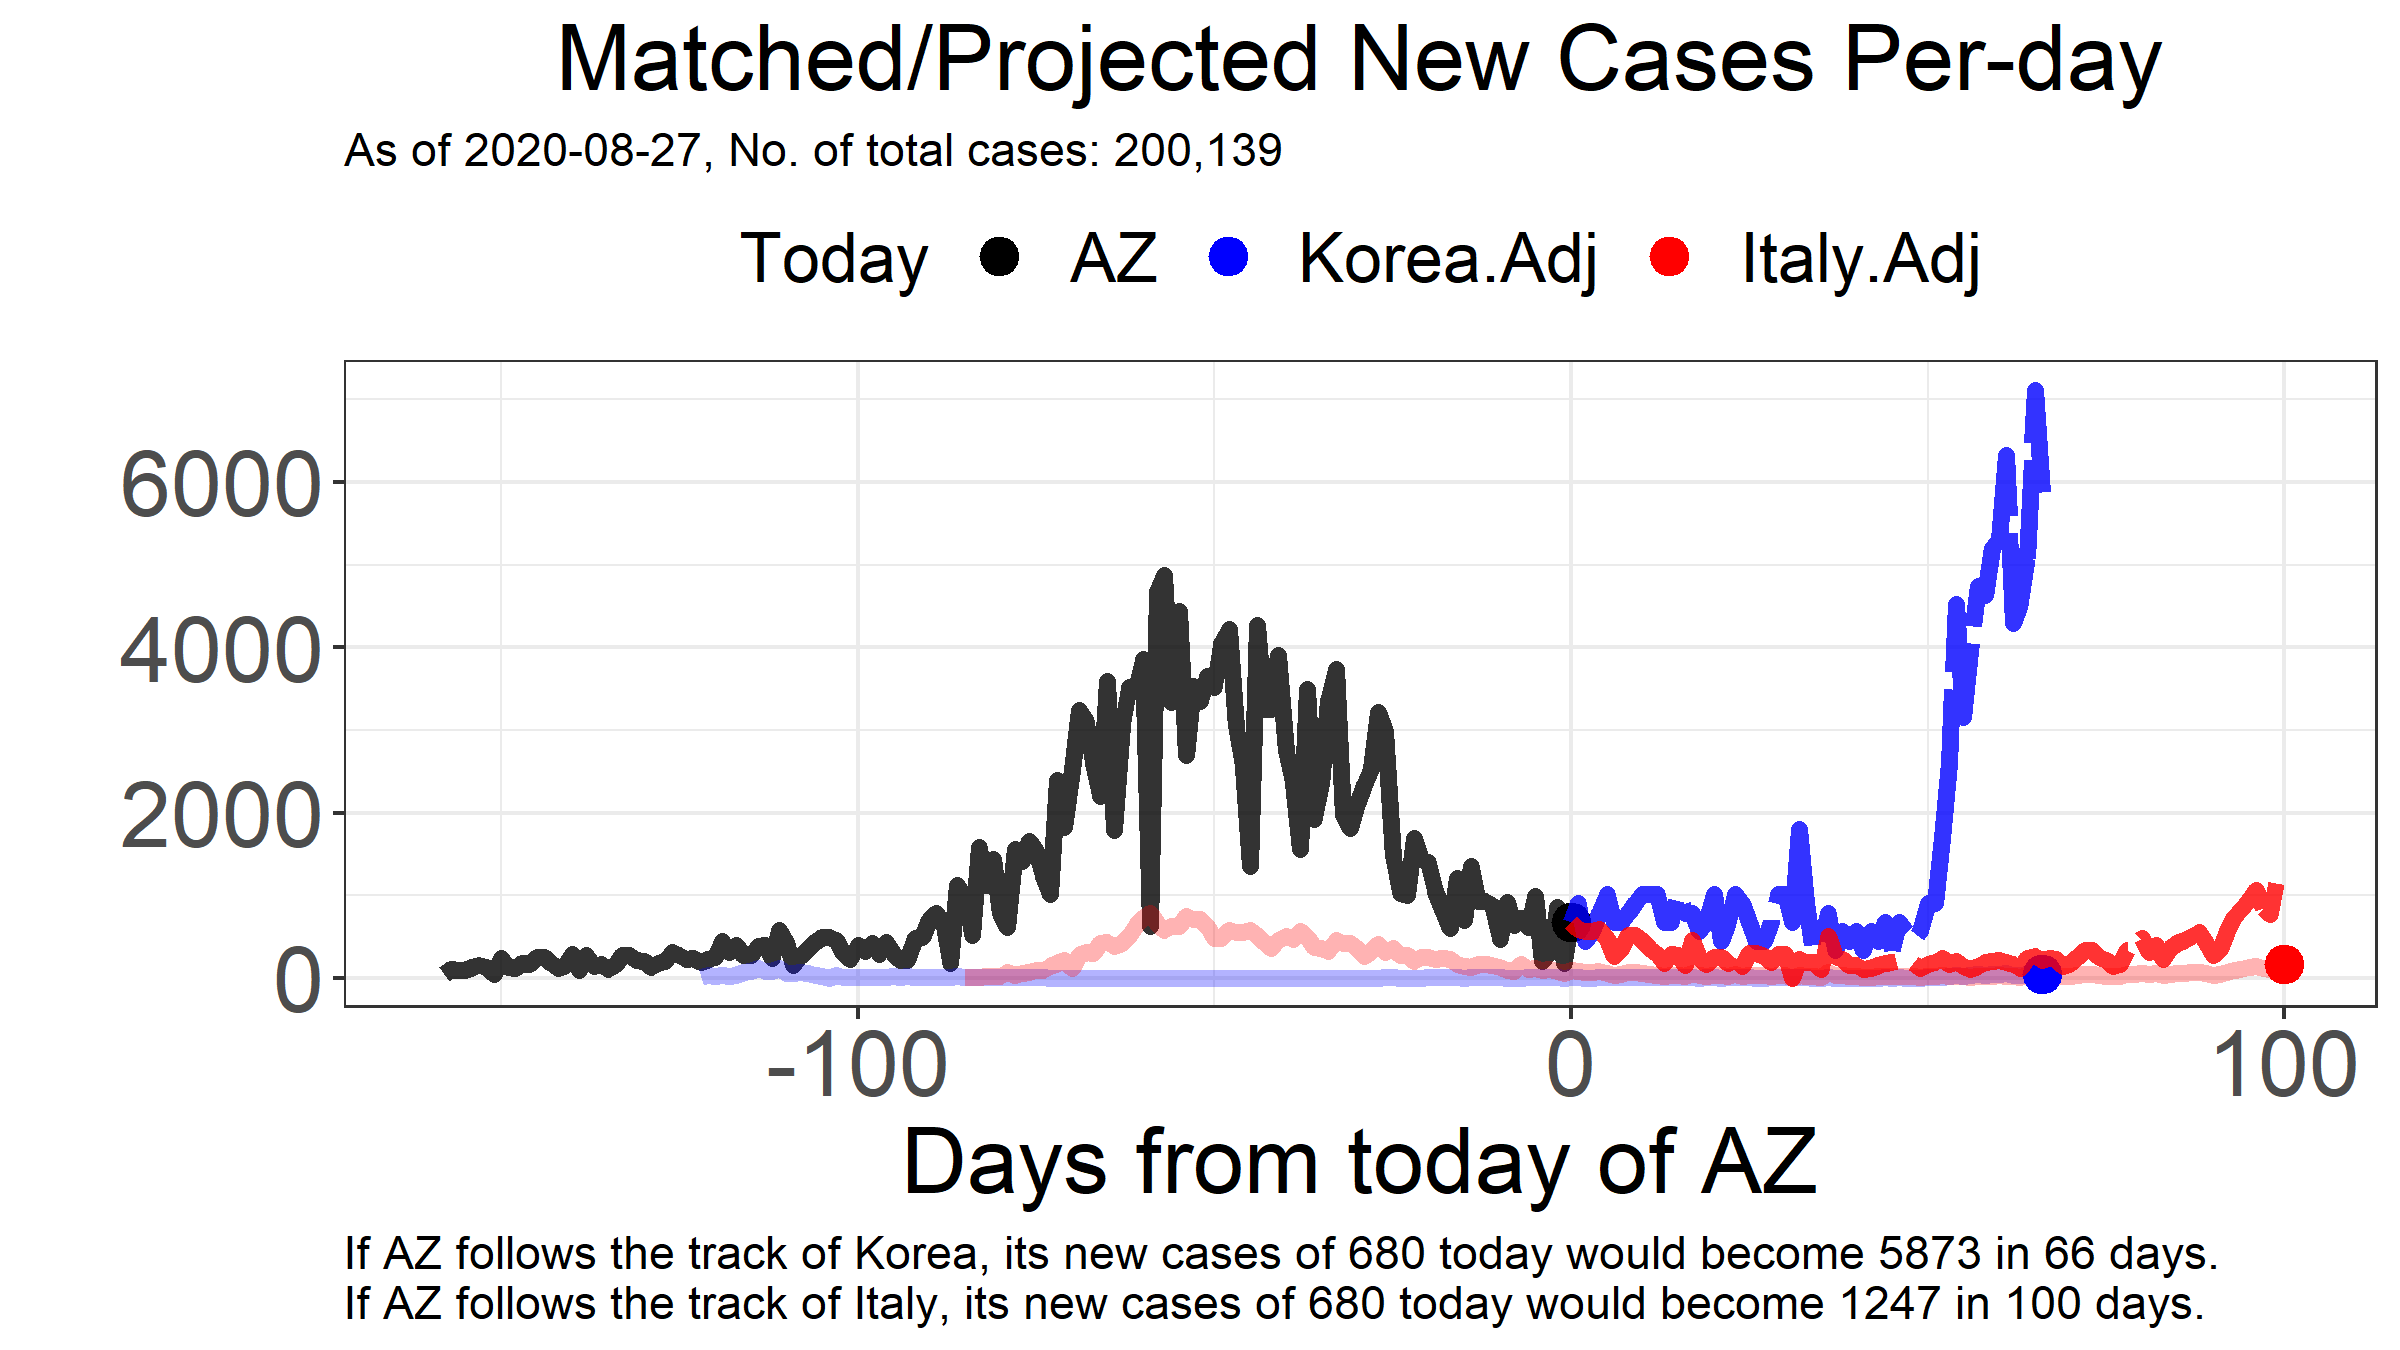 Matched/Projected New Cases Per-day
As of 2020-08-27, No. of total cases: 200,139
Today AZ Korea.Adj Italy.Adj
6000
4000
2000
0
-100 0 100
Days from today of AZ
If AZ follows the track of Korea, its new cases of 680 today would become 5873 in 66 days.
If AZ follows the track of Italy, its new cases of 680 today would become 1247 in 100 days.